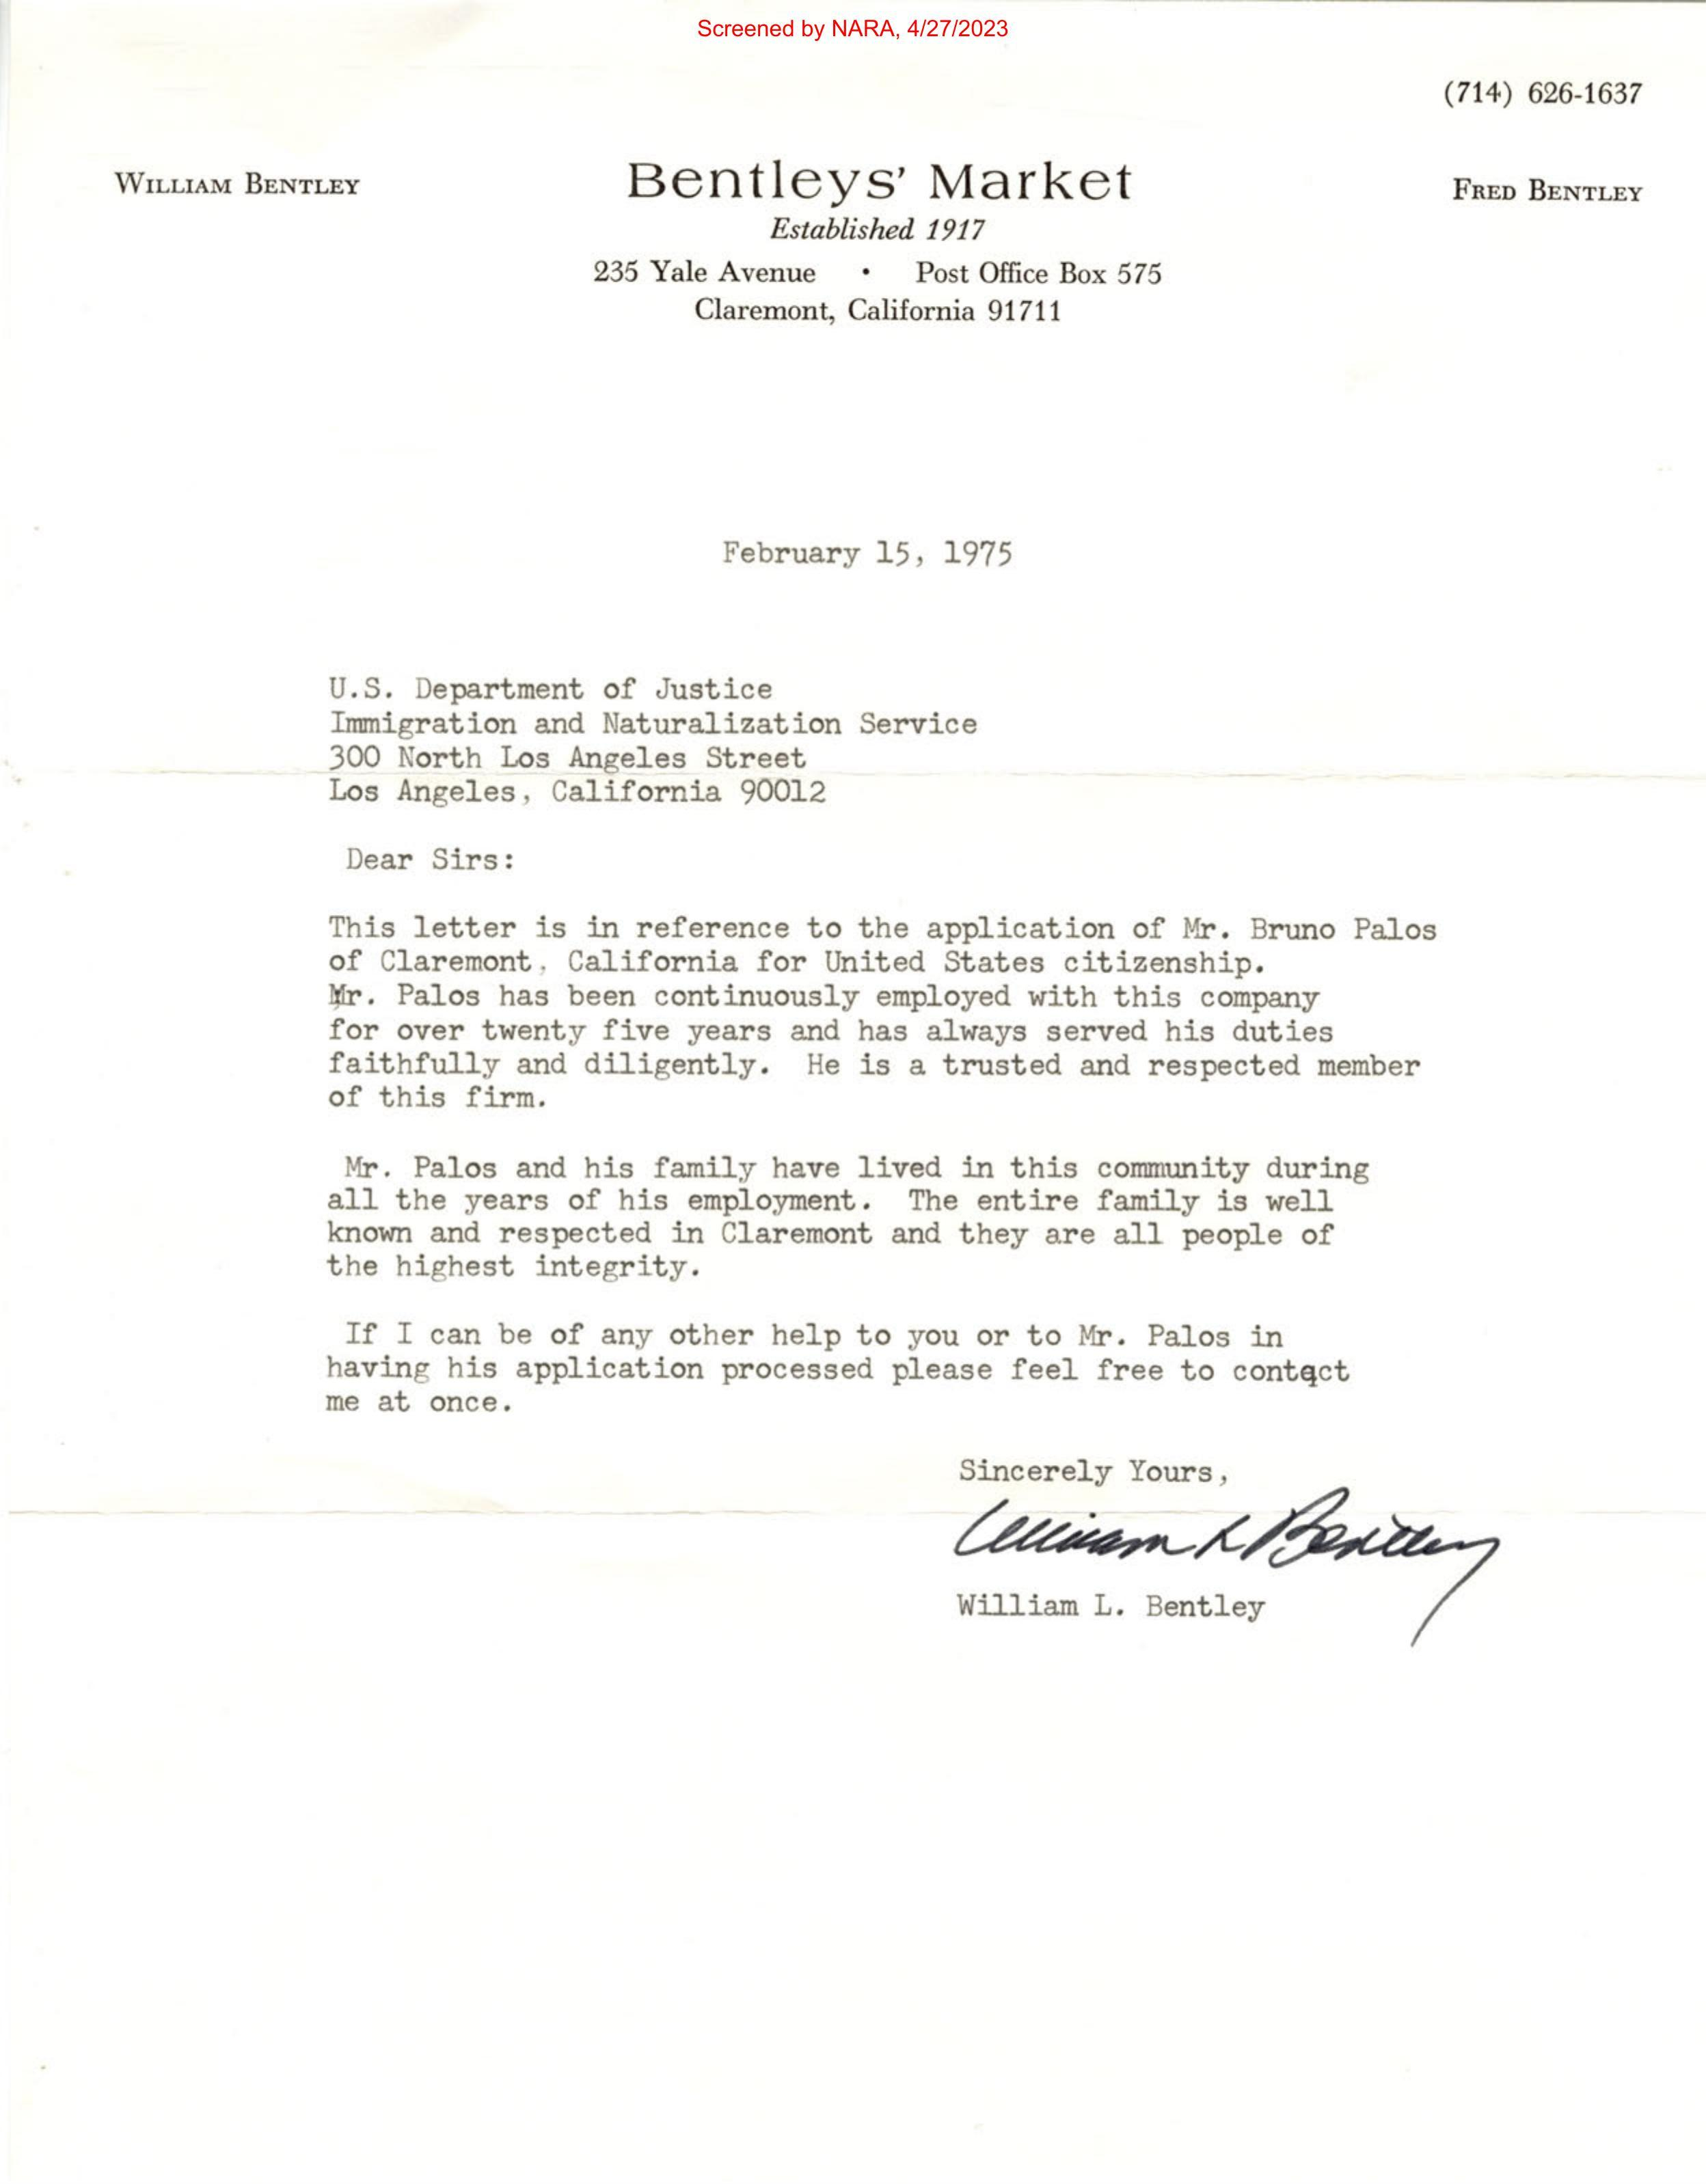 Screened by NARA, 4/27/2023
(714) 626-1637
WILLIAM BENTLEY
Bentleys' Market
FRED BENTLEY
Established 1917
235 Yale Avenue • Post Office Box 575
Claremont, California 91711
February 15, 1975
U.S. Department of Justice
Immigration and Naturalization Service
300 North Los Angeles Street
Los Angeles, California 90012
Dear Sirs:
This letter is in reference to the application of Mr. Bruno Palos
of Claremont, California for United States citizenship.
Mr. Palos has been continuously employed with this company
for over twenty five years and has always served his duties
faithfully and diligently. He is a trusted and respected member
of this firm.
Mr. Palos and his family have lived in this community during
all the years of his employment. The entire family is well
known and respected in Claremont and they are all people of
the highest integrity.
If I can be of any other help to you or to Mr. Palos in
having his application processed please feel free to contact
me at once.
Sincerely Yours,
William L Bentley
William L. Bentley